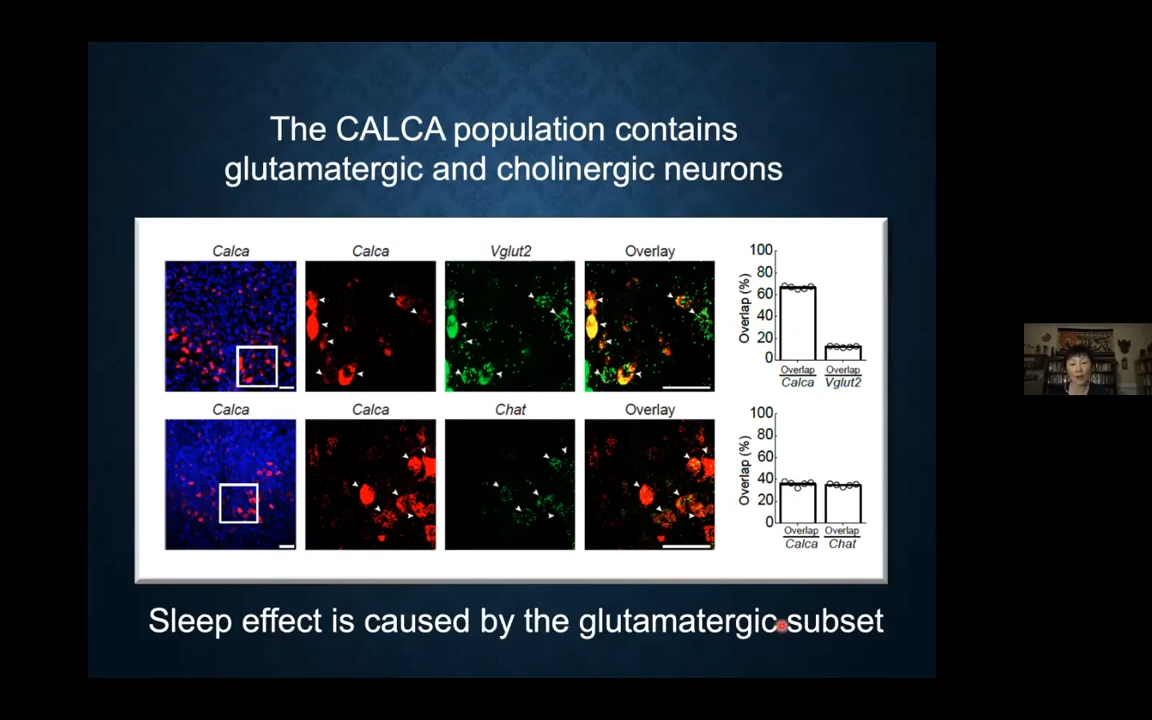 The CALCA population contains
glutamatergic and cholinergic neurons
Calca Calca Vglut2 Overlay
100
80
60
40
20
0
Overlap (%)
Overlap Overlap
Calca Vglut2
Calca Calca Chat Overlay
100
80
60
40
20
0
Overlap (%)
Overlap Overlap
Calca Chat
Sleep effect is caused by the glutamatergic subset